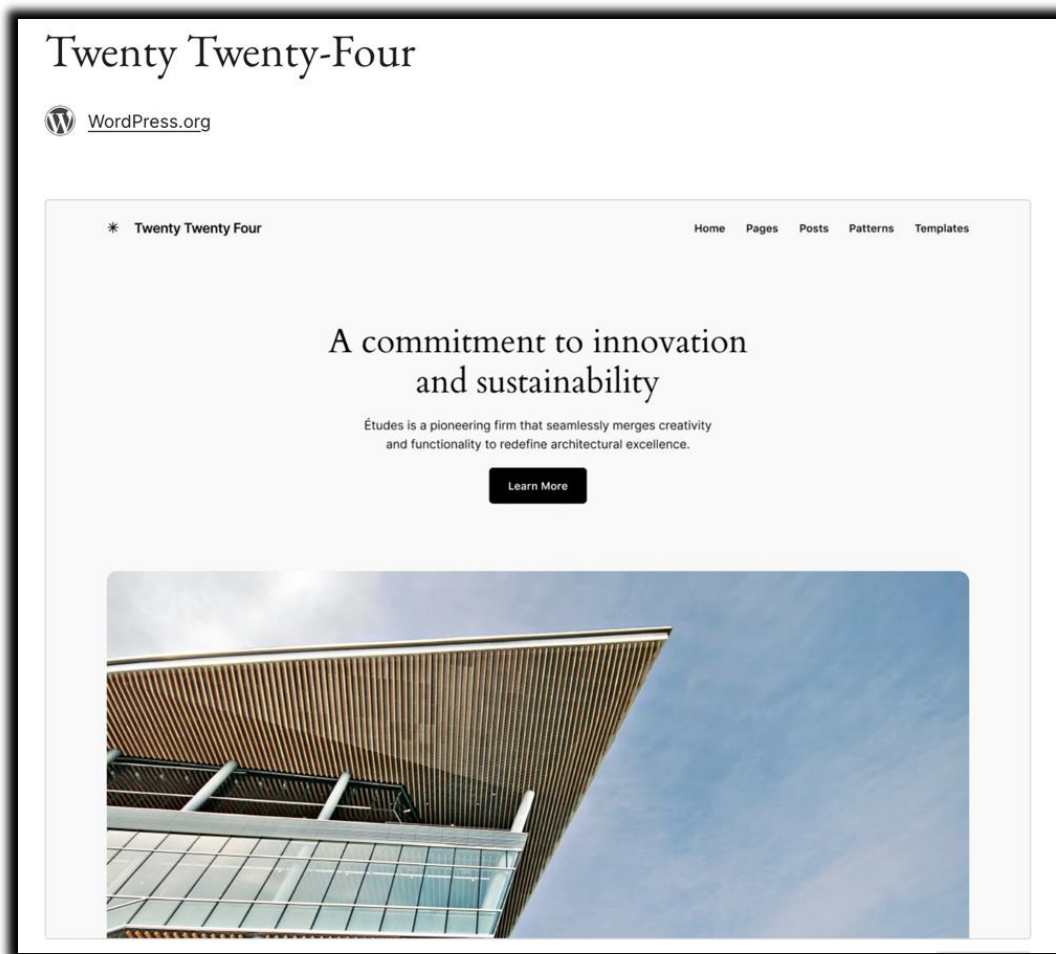 Twenty Twenty-Four
WordPress.org
Twenty Twenty Four
Home Pages Posts Patterns Templates
A commitment to innovation
and sustainability
Études is a pioneering firm that seamlessly merges creativity
and functionality to redefine architectural excellence.
Learn More